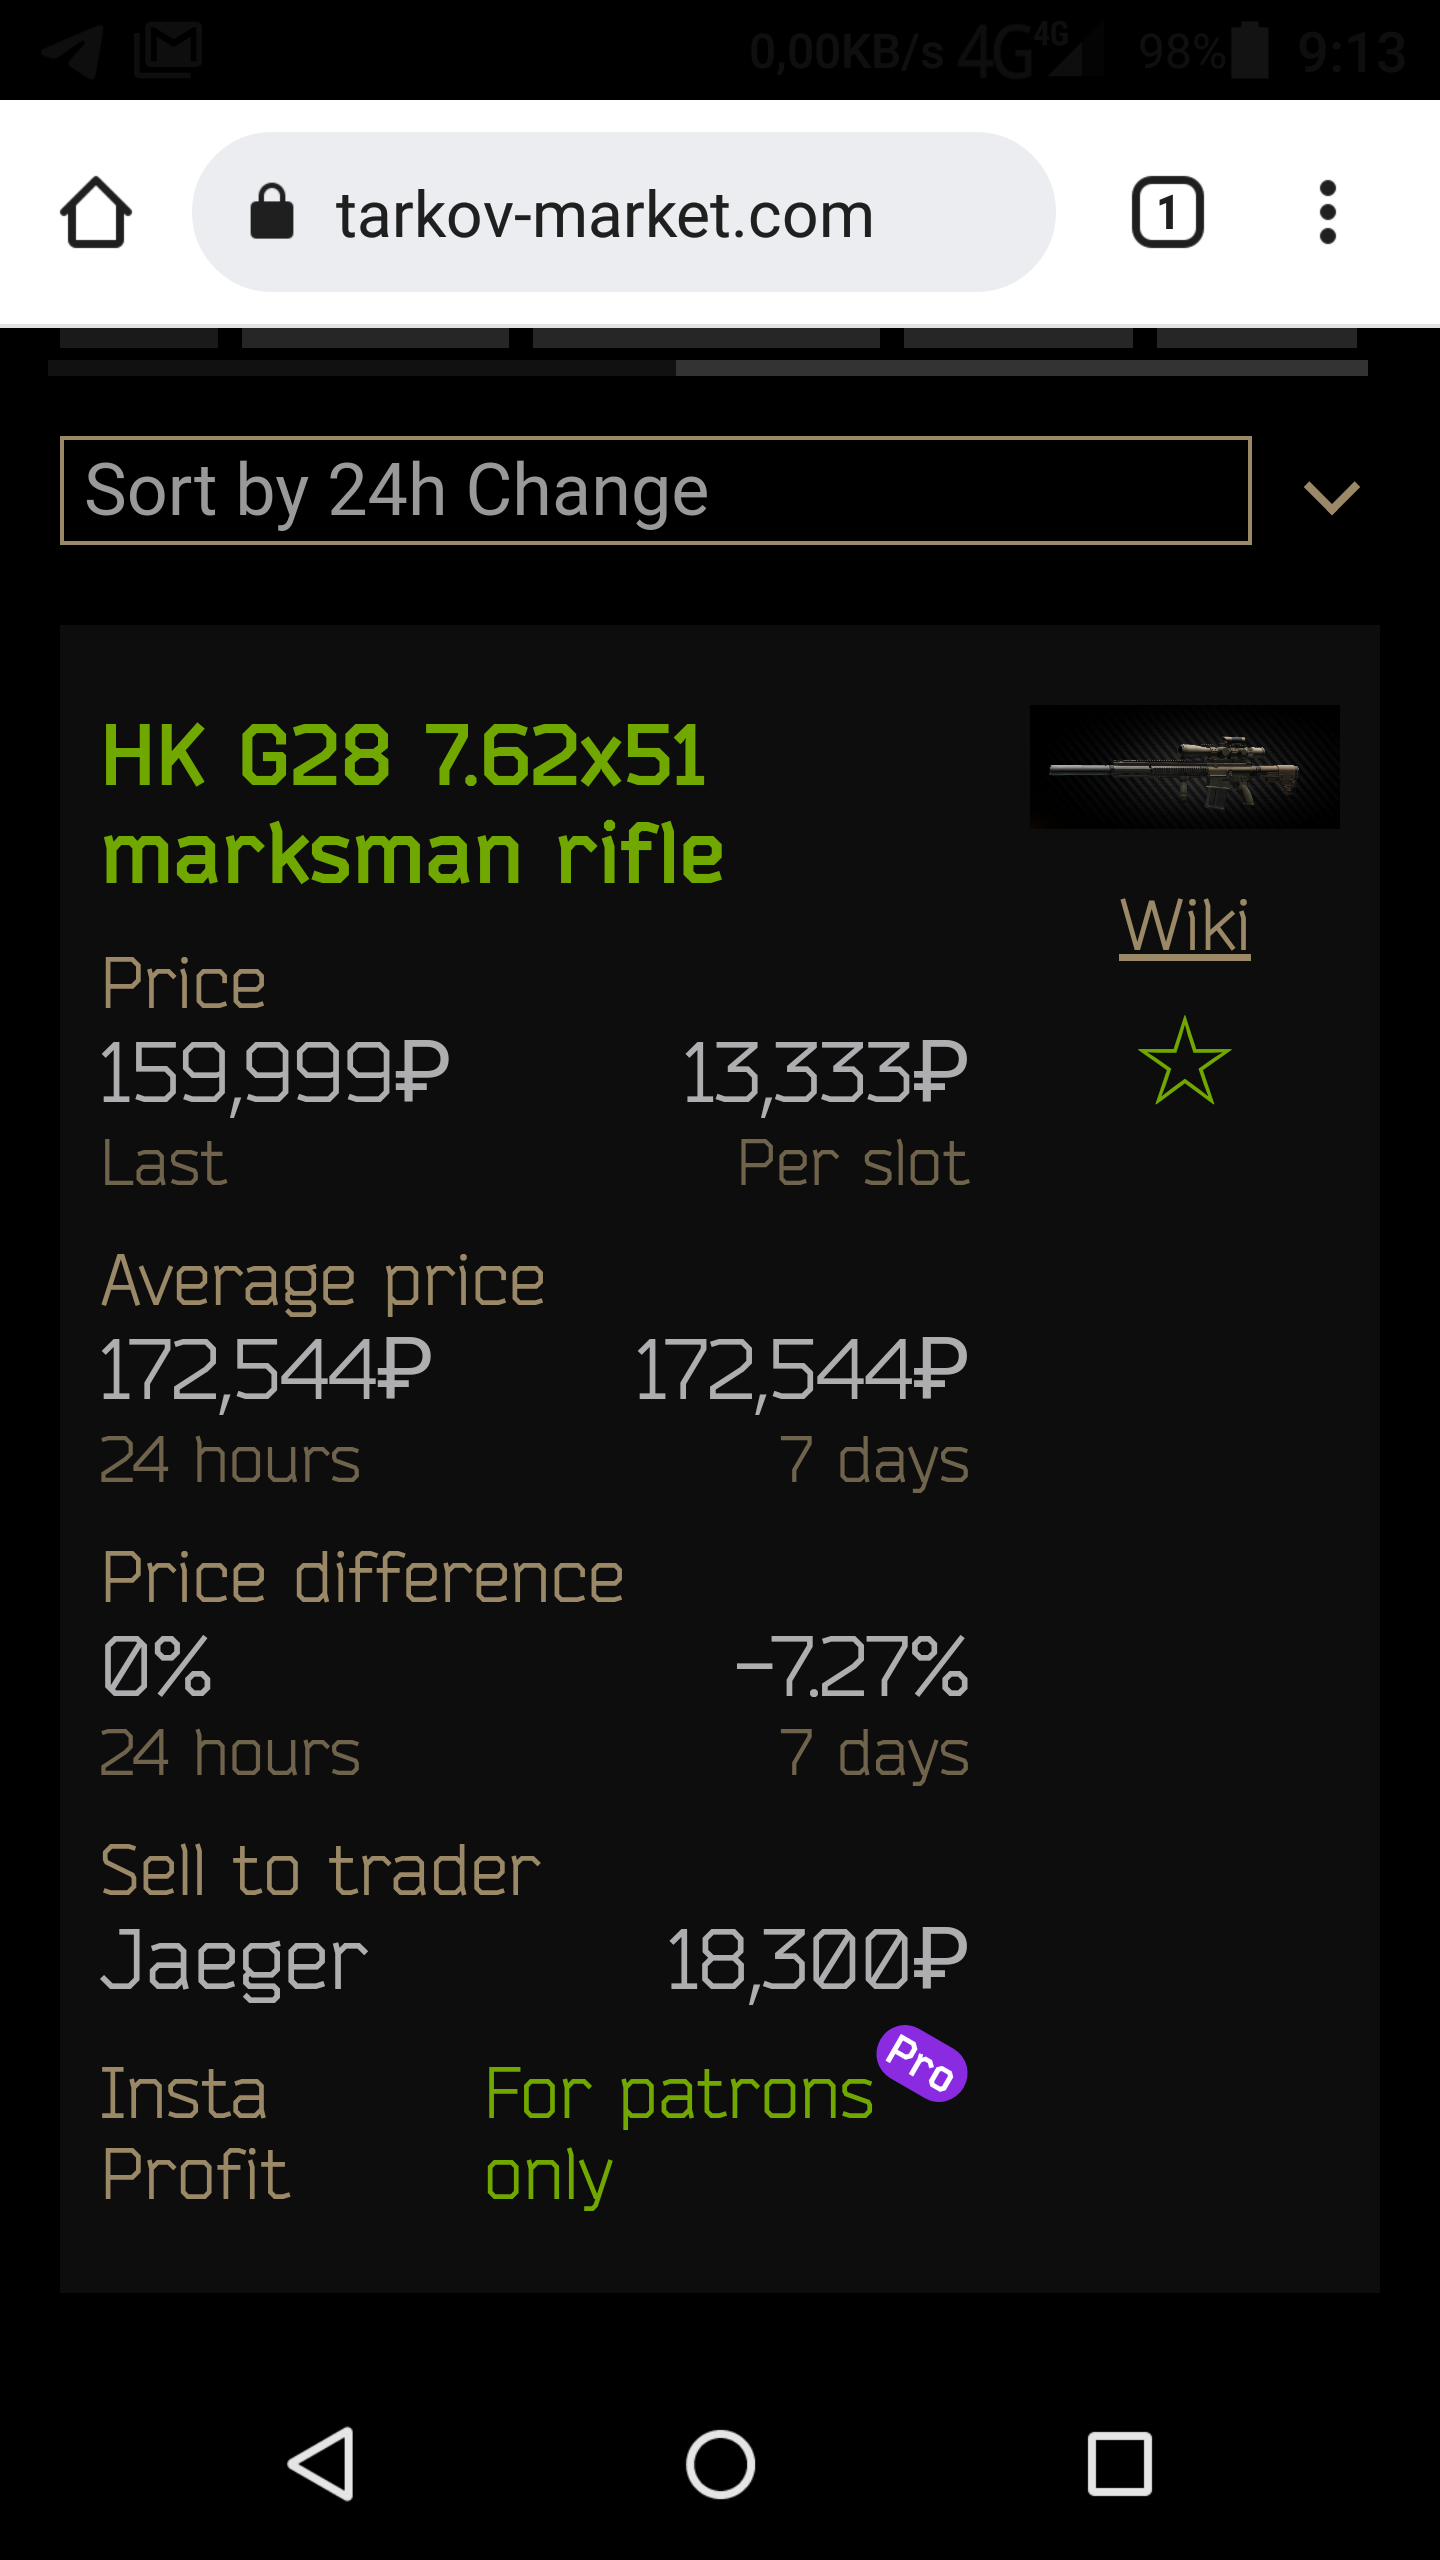 0,00KB/s 4G 4G 98% 9:13
tarkov-market.com 1
Sort by 24h Change
HK G28 7.62x51
marksman rifle
Wiki
Price
159,999₽ 13,333₽
Last Per slot
Average price
172,544₽ 172,544₽
24 hours 7 days
Price difference
0% -7.27%
24 hours 7 days
Sell to trader
Jaeger 18,300₽
Insta For patrons Pro
Profit only